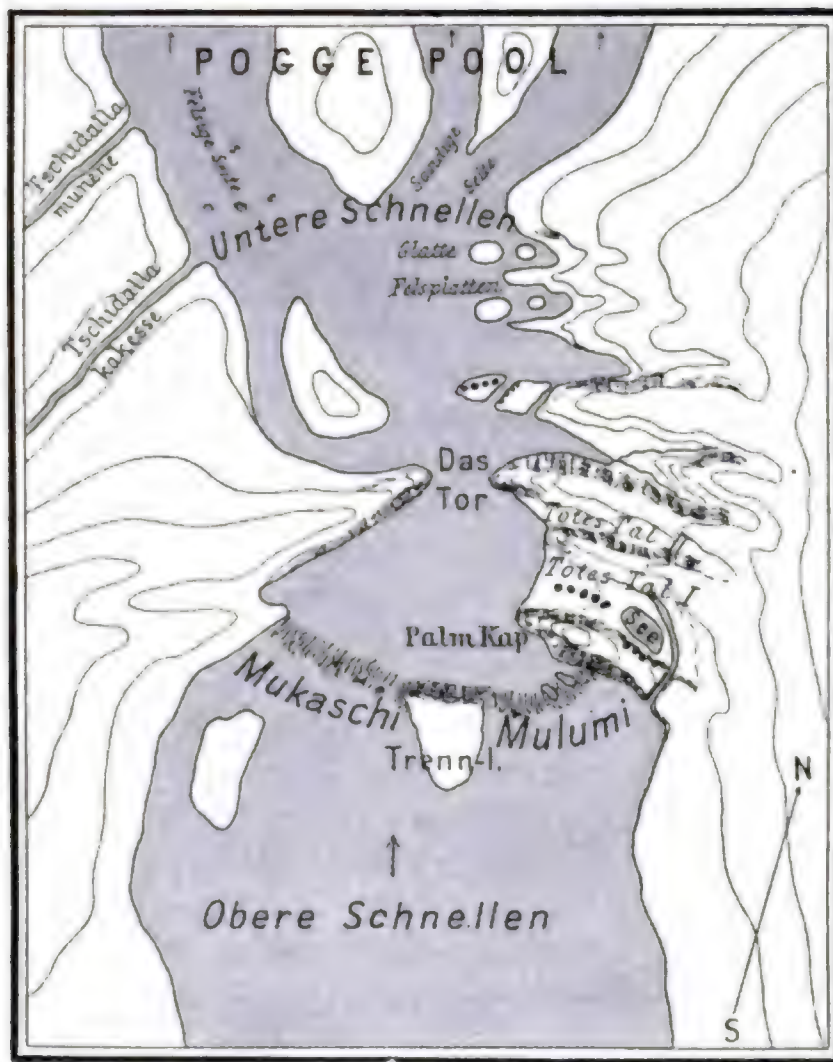 POGGE POOL
Tschidalla
munene
Felsige Seite
Sandige
Seite
Untere Schnellen
Glatte
Felsplatten
Tschidalla
kakesse
Das
Tor
Totes Tal II
Totes Tal I
See
Palm Kap
Mukaschi
Mulumi
Trenn-I.
N
Obere Schnellen
S